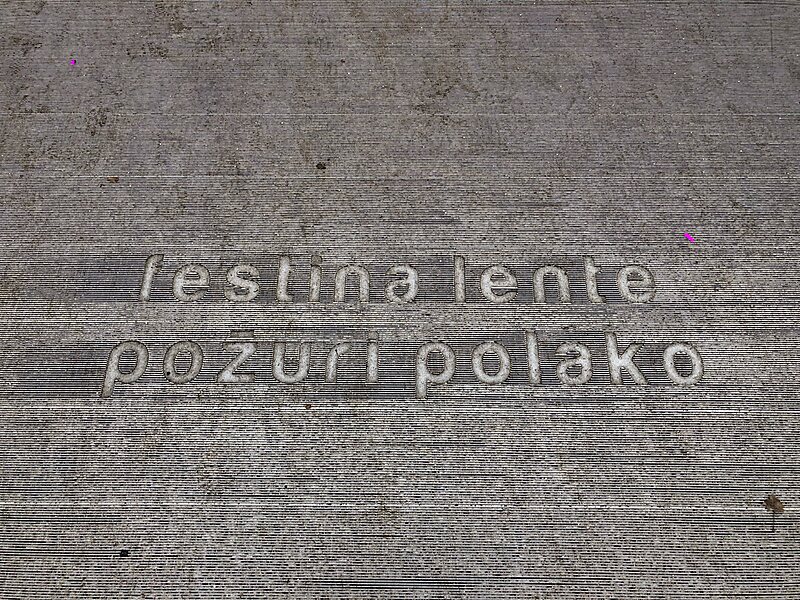 festina lente
požuri polako